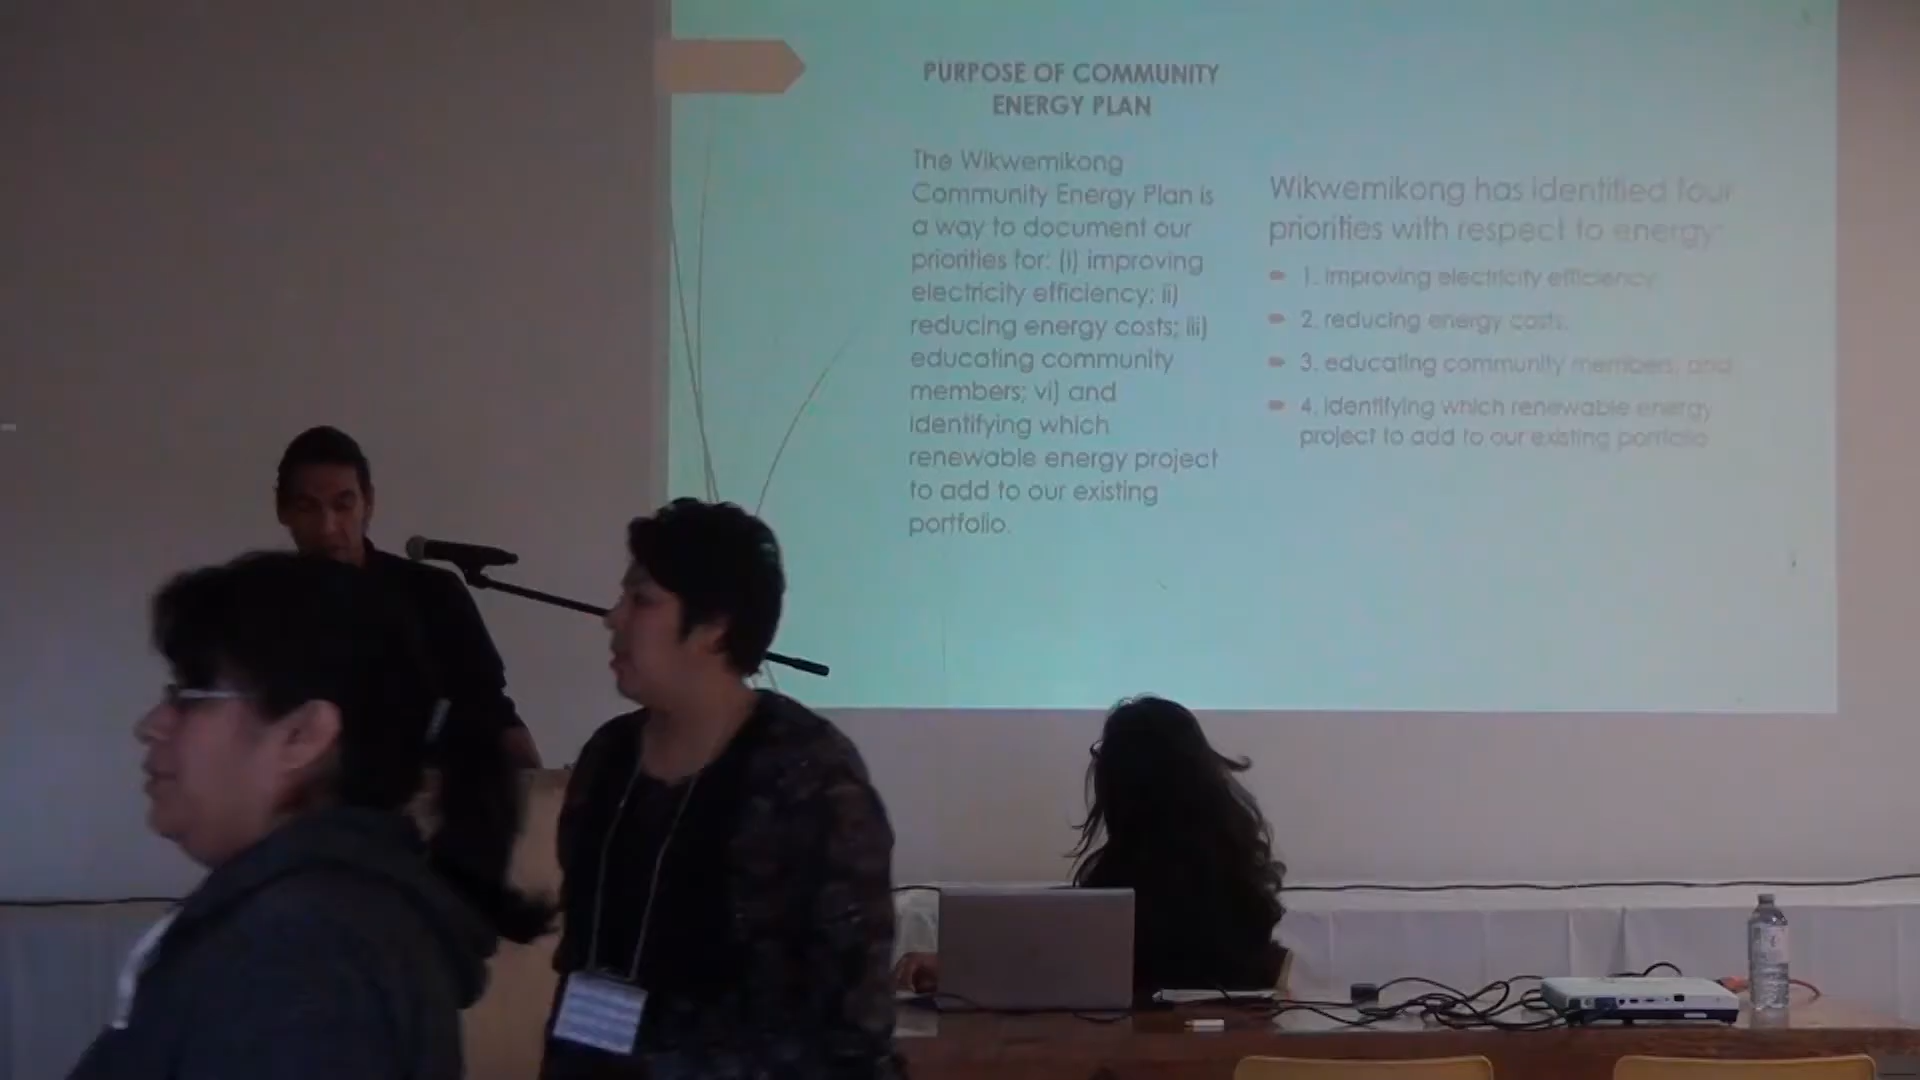 PURPOSE OF COMMUNITY
ENERGY PLAN
The Wikwemikong
Community Energy Plan is
a way to document our
priorities for: (i) improving
electricity efficiency; ii)
reducing energy costs; iii)
educating community
members; vi) and
identifying which
renewable energy project
to add to our existing
portfolio.
Wikwemikong has identified four
priorities with respect to energy:
1. improving electricity efficiency;
2. reducing energy costs;
3. educating community members; and
4. identifying which renewable energy
project to add to our existing portfolio